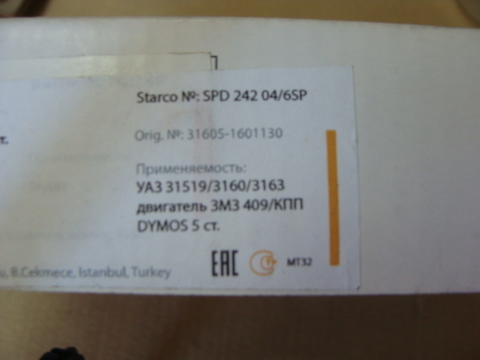 Starco №: SPD 242 04/6SP
т.
Orig. №: 31605-1601130
Применяемость:
УАЗ 31519/3160/3163
двигатель ЗМЗ 409/КПП
DYMOS 5 ст.
EAC MT32
B.Cekmece, Istanbul, Turkey